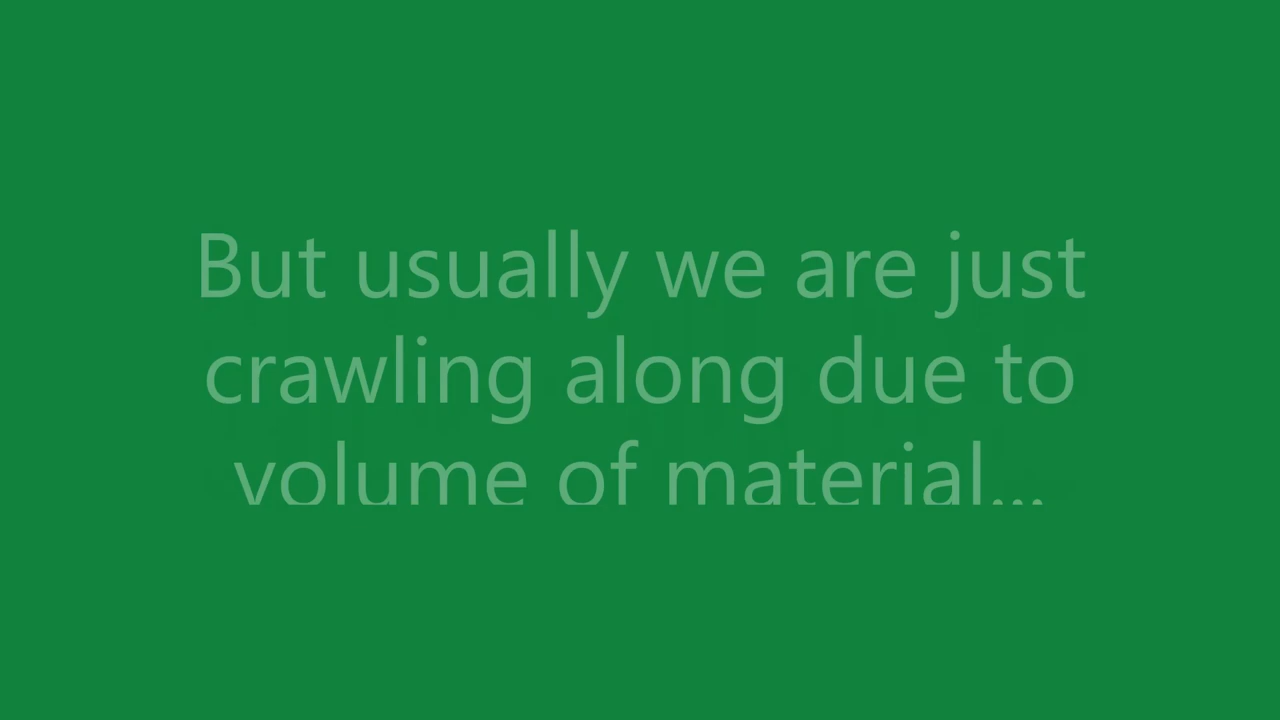 But usually we are just
crawling along due to
volume of material...